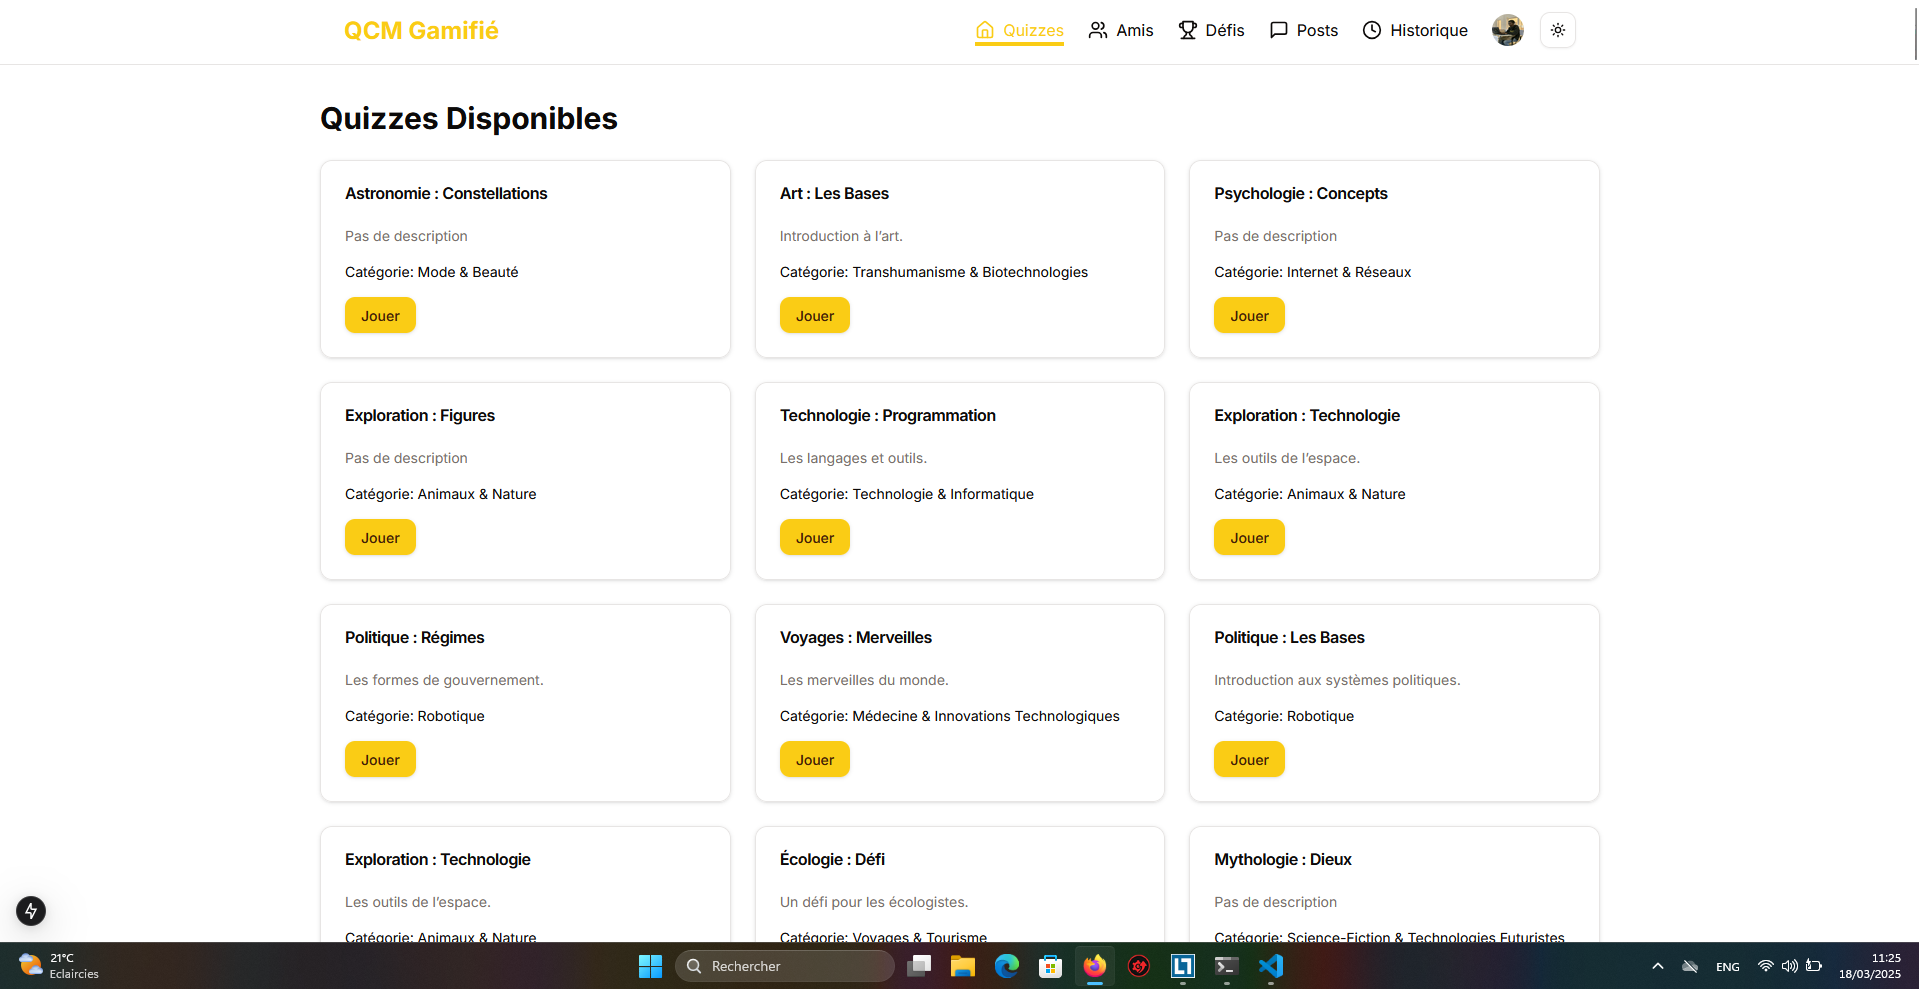 QCM Gamifié
Quizzes
Amis
Défis
Posts
Historique
Quizzes Disponibles
Astronomie : Constellations
Pas de description
Catégorie: Mode & Beauté
Jouer
Art : Les Bases
Introduction à l’art.
Catégorie: Transhumanisme & Biotechnologies
Jouer
Psychologie : Concepts
Pas de description
Catégorie: Internet & Réseaux
Jouer
Exploration : Figures
Pas de description
Catégorie: Animaux & Nature
Jouer
Technologie : Programmation
Les langages et outils.
Catégorie: Technologie & Informatique
Jouer
Exploration : Technologie
Les outils de l’espace.
Catégorie: Animaux & Nature
Jouer
Politique : Régimes
Les formes de gouvernement.
Catégorie: Robotique
Jouer
Voyages : Merveilles
Les merveilles du monde.
Catégorie: Médecine & Innovations Technologiques
Jouer
Politique : Les Bases
Introduction aux systèmes politiques.
Catégorie: Robotique
Jouer
Exploration : Technologie
Les outils de l’espace.
Catégorie: Animaux & Nature
Écologie : Défi
Un défi pour les écologistes.
Catégorie: Voyages & Tourisme
Mythologie : Dieux
Pas de description
Catégorie: Science-Fiction & Technologies Futuristes
21°C
Eclaircies
Rechercher
ENG
11:25
18/03/2025